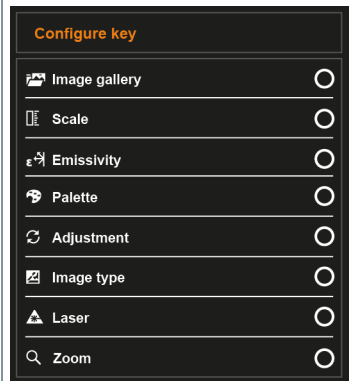 Configure key
Image gallery
Scale
ε Emissivity
Palette
Adjustment
Image type
Laser
Zoom